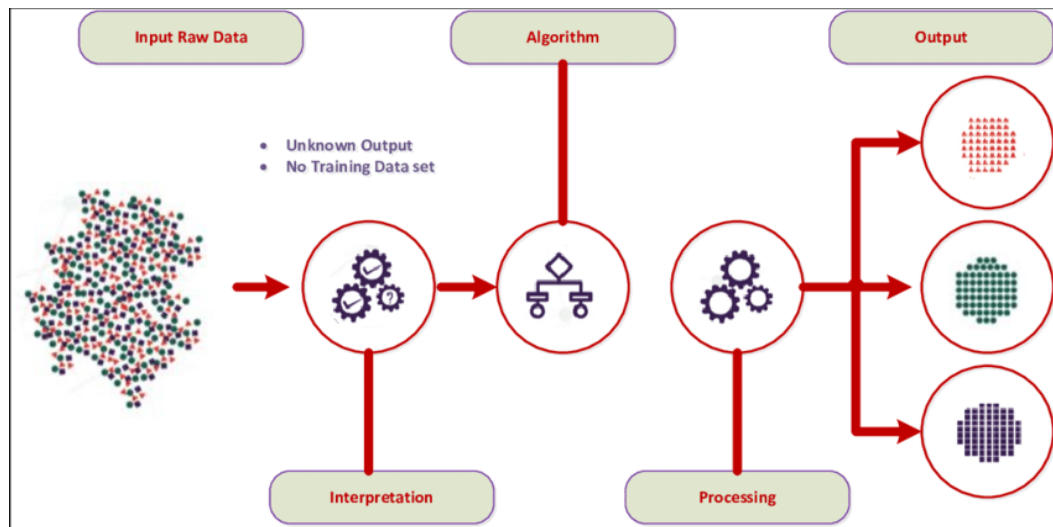 Input Raw Data
Algorithm
Output
• Unknown Output
• No Training Data set
?
Interpretation
Processing